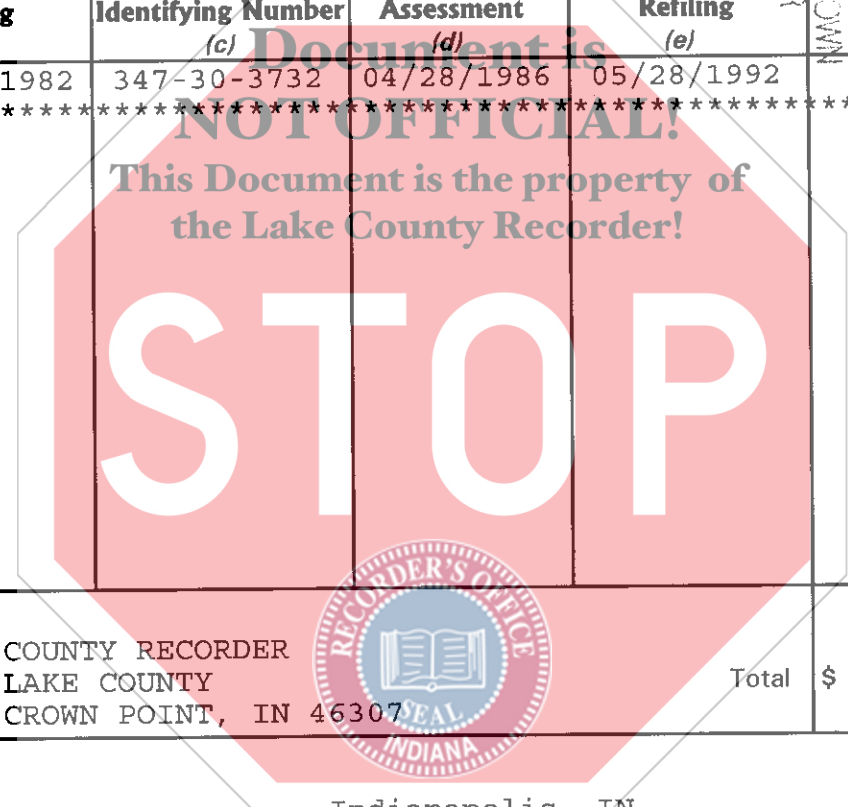 g Identifying Number Assessment Refiling
(c) (d) (e)
Document is
1982 347-30-3732 04/28/1986 05/28/1992
**********************************************
NOT OFFICIAL!
This Document is the property of
the Lake County Recorder!
STOP
RECORDER'S OFFICE
COUNTY RECORDER
LAKE COUNTY
Total $
CROWN POINT, IN 46307
SEAL
INDIANA
Indianapolis, IN